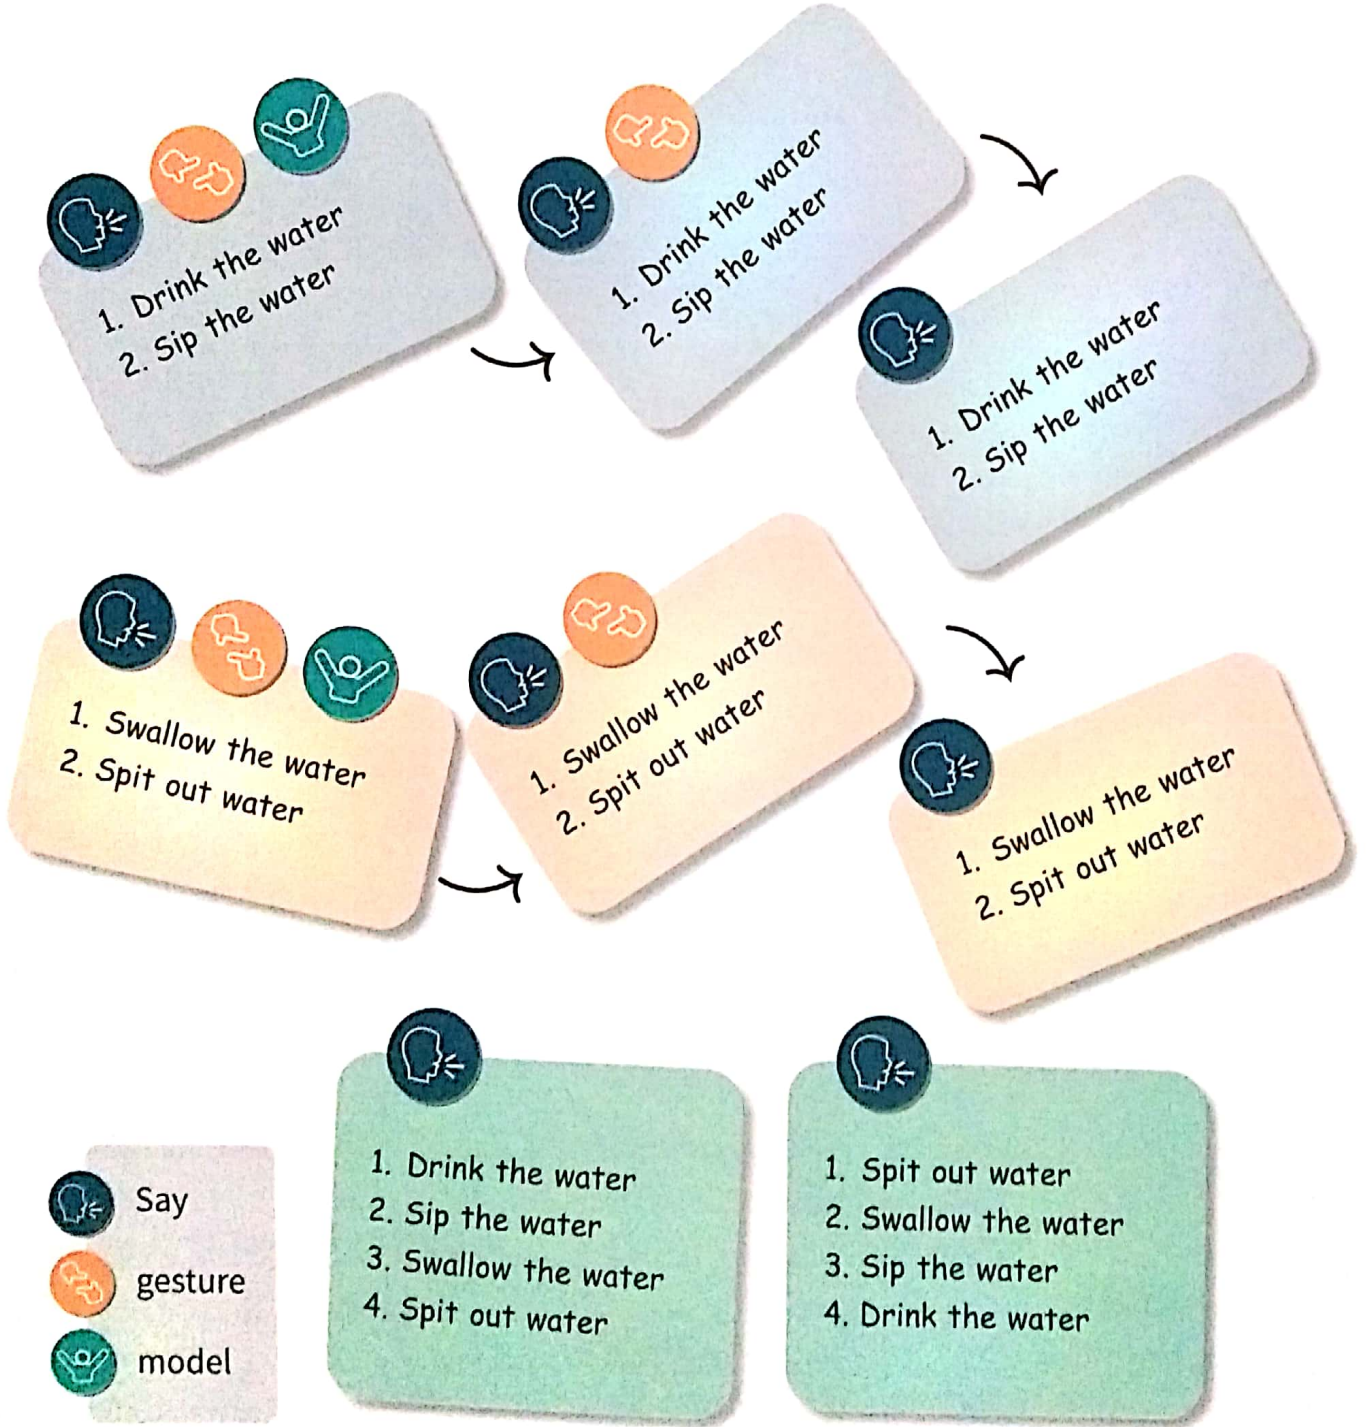 1. Drink the water
2. Sip the water
1. Drink the water
2. Sip the water
1. Drink the water
2. Sip the water
1. Swallow the water
2. Spit out water
1. Swallow the water
2. Spit out water
1. Swallow the water
2. Spit out water
1. Drink the water
2. Sip the water
3. Swallow the water
4. Spit out water
1. Spit out water
2. Swallow the water
3. Sip the water
4. Drink the water
Say
gesture
model